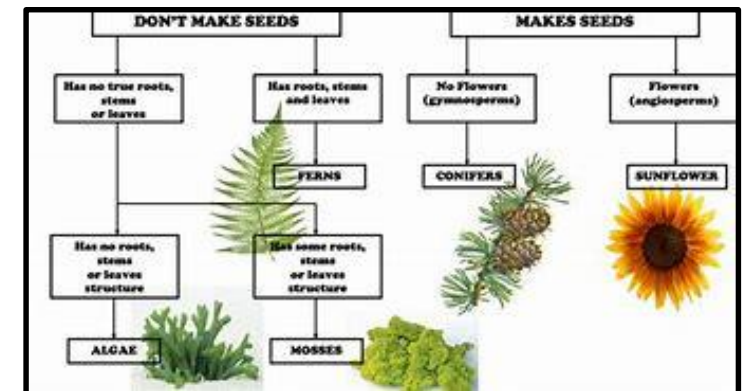 DON'T MAKE SEEDS
MAKES SEEDS
Has no true roots,
stems
or leaves
Has roots, stems
and leaves
No Flowers
(gymnosperms)
Flowers
(angiosperms)
FERNS
CONIFERS
SUNFLOWER
Has no roots,
stems
or leaves
structure
Has some roots,
stems
or leaves
structure
ALGAE
MOSSES